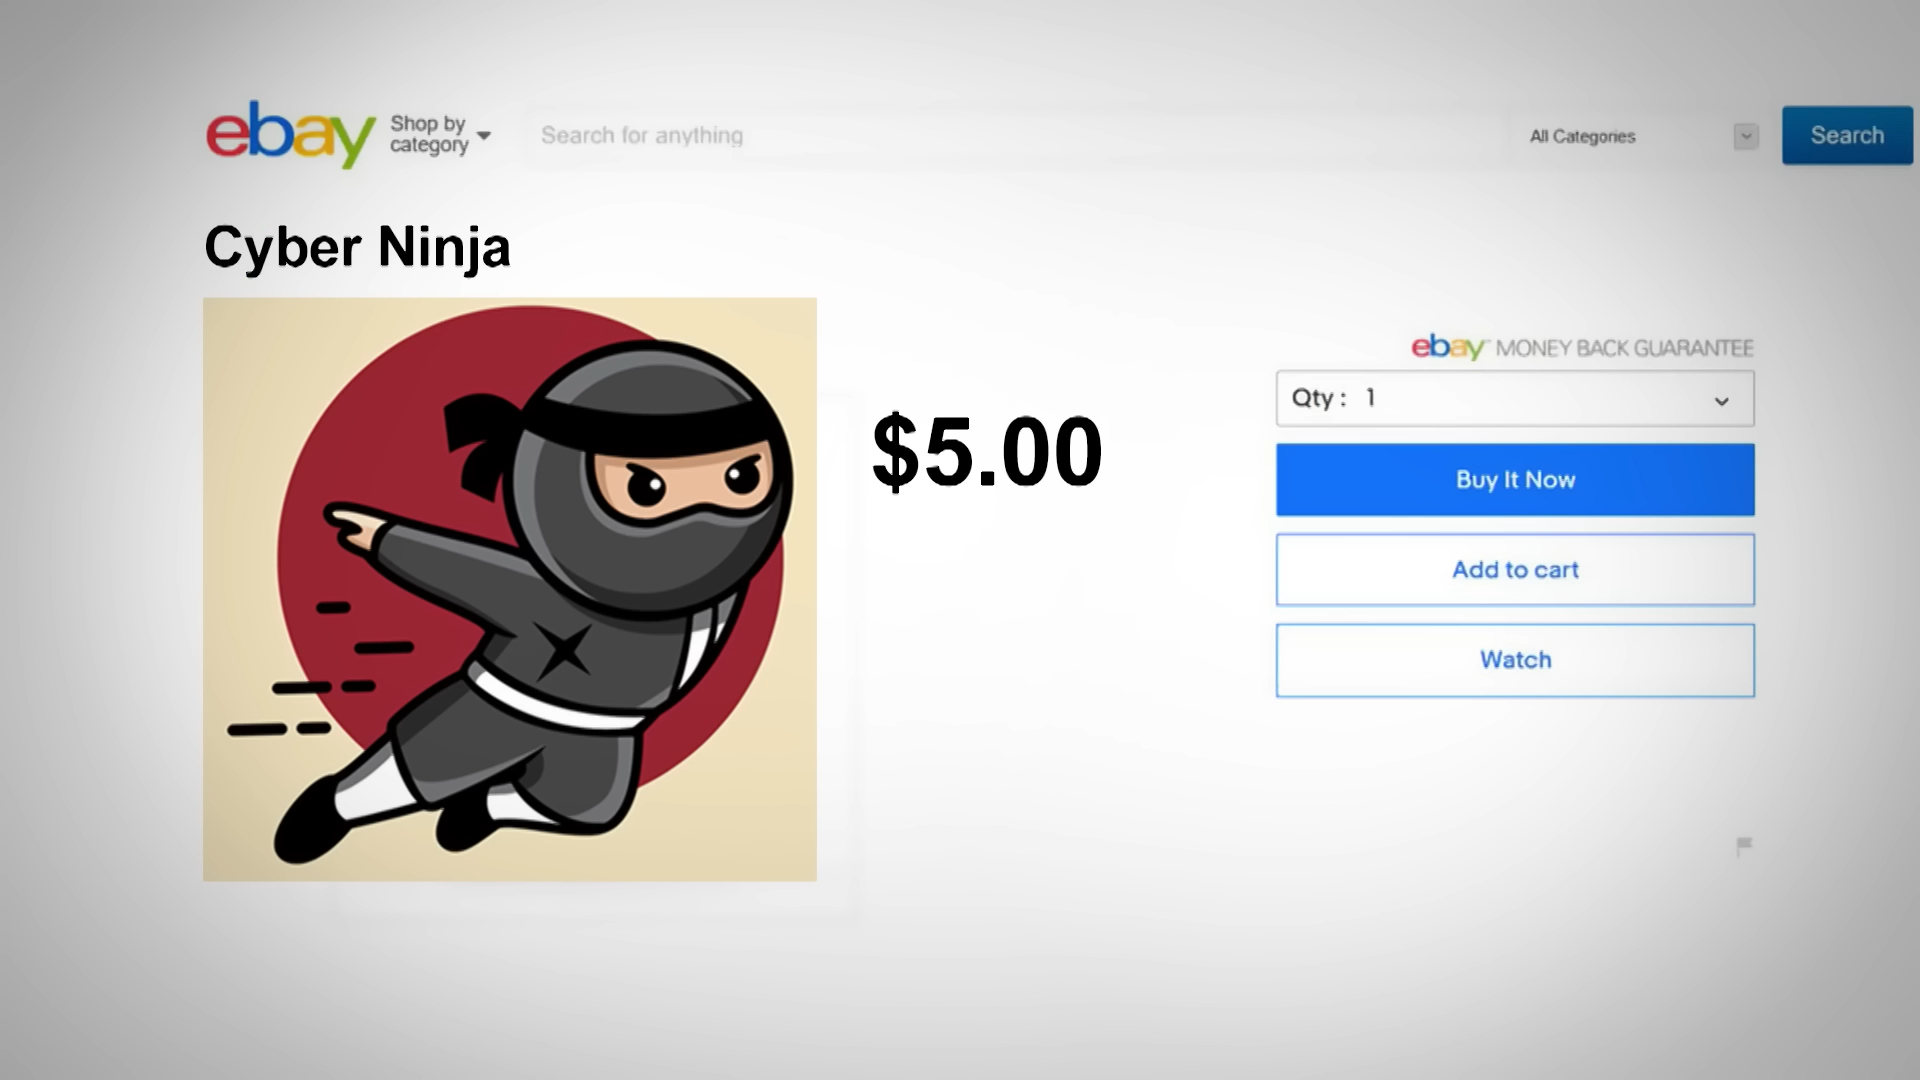 ebay
Shop by
category
Search for anything
All Categories
Search
Cyber Ninja
$5.00
ebay MONEY BACK GUARANTEE
Qty : 1
Buy It Now
Add to cart
Watch